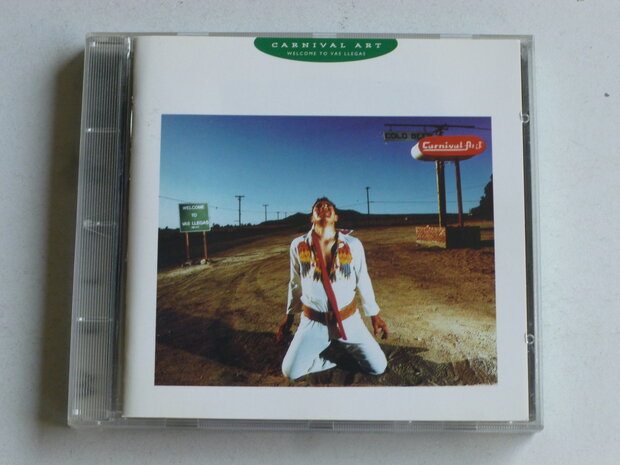 CARNIVAL ART
WELCOME TO VAS LLEGAS
COLD BEER
Carnival Art
WELCOME
TO
VAS LLEGAS